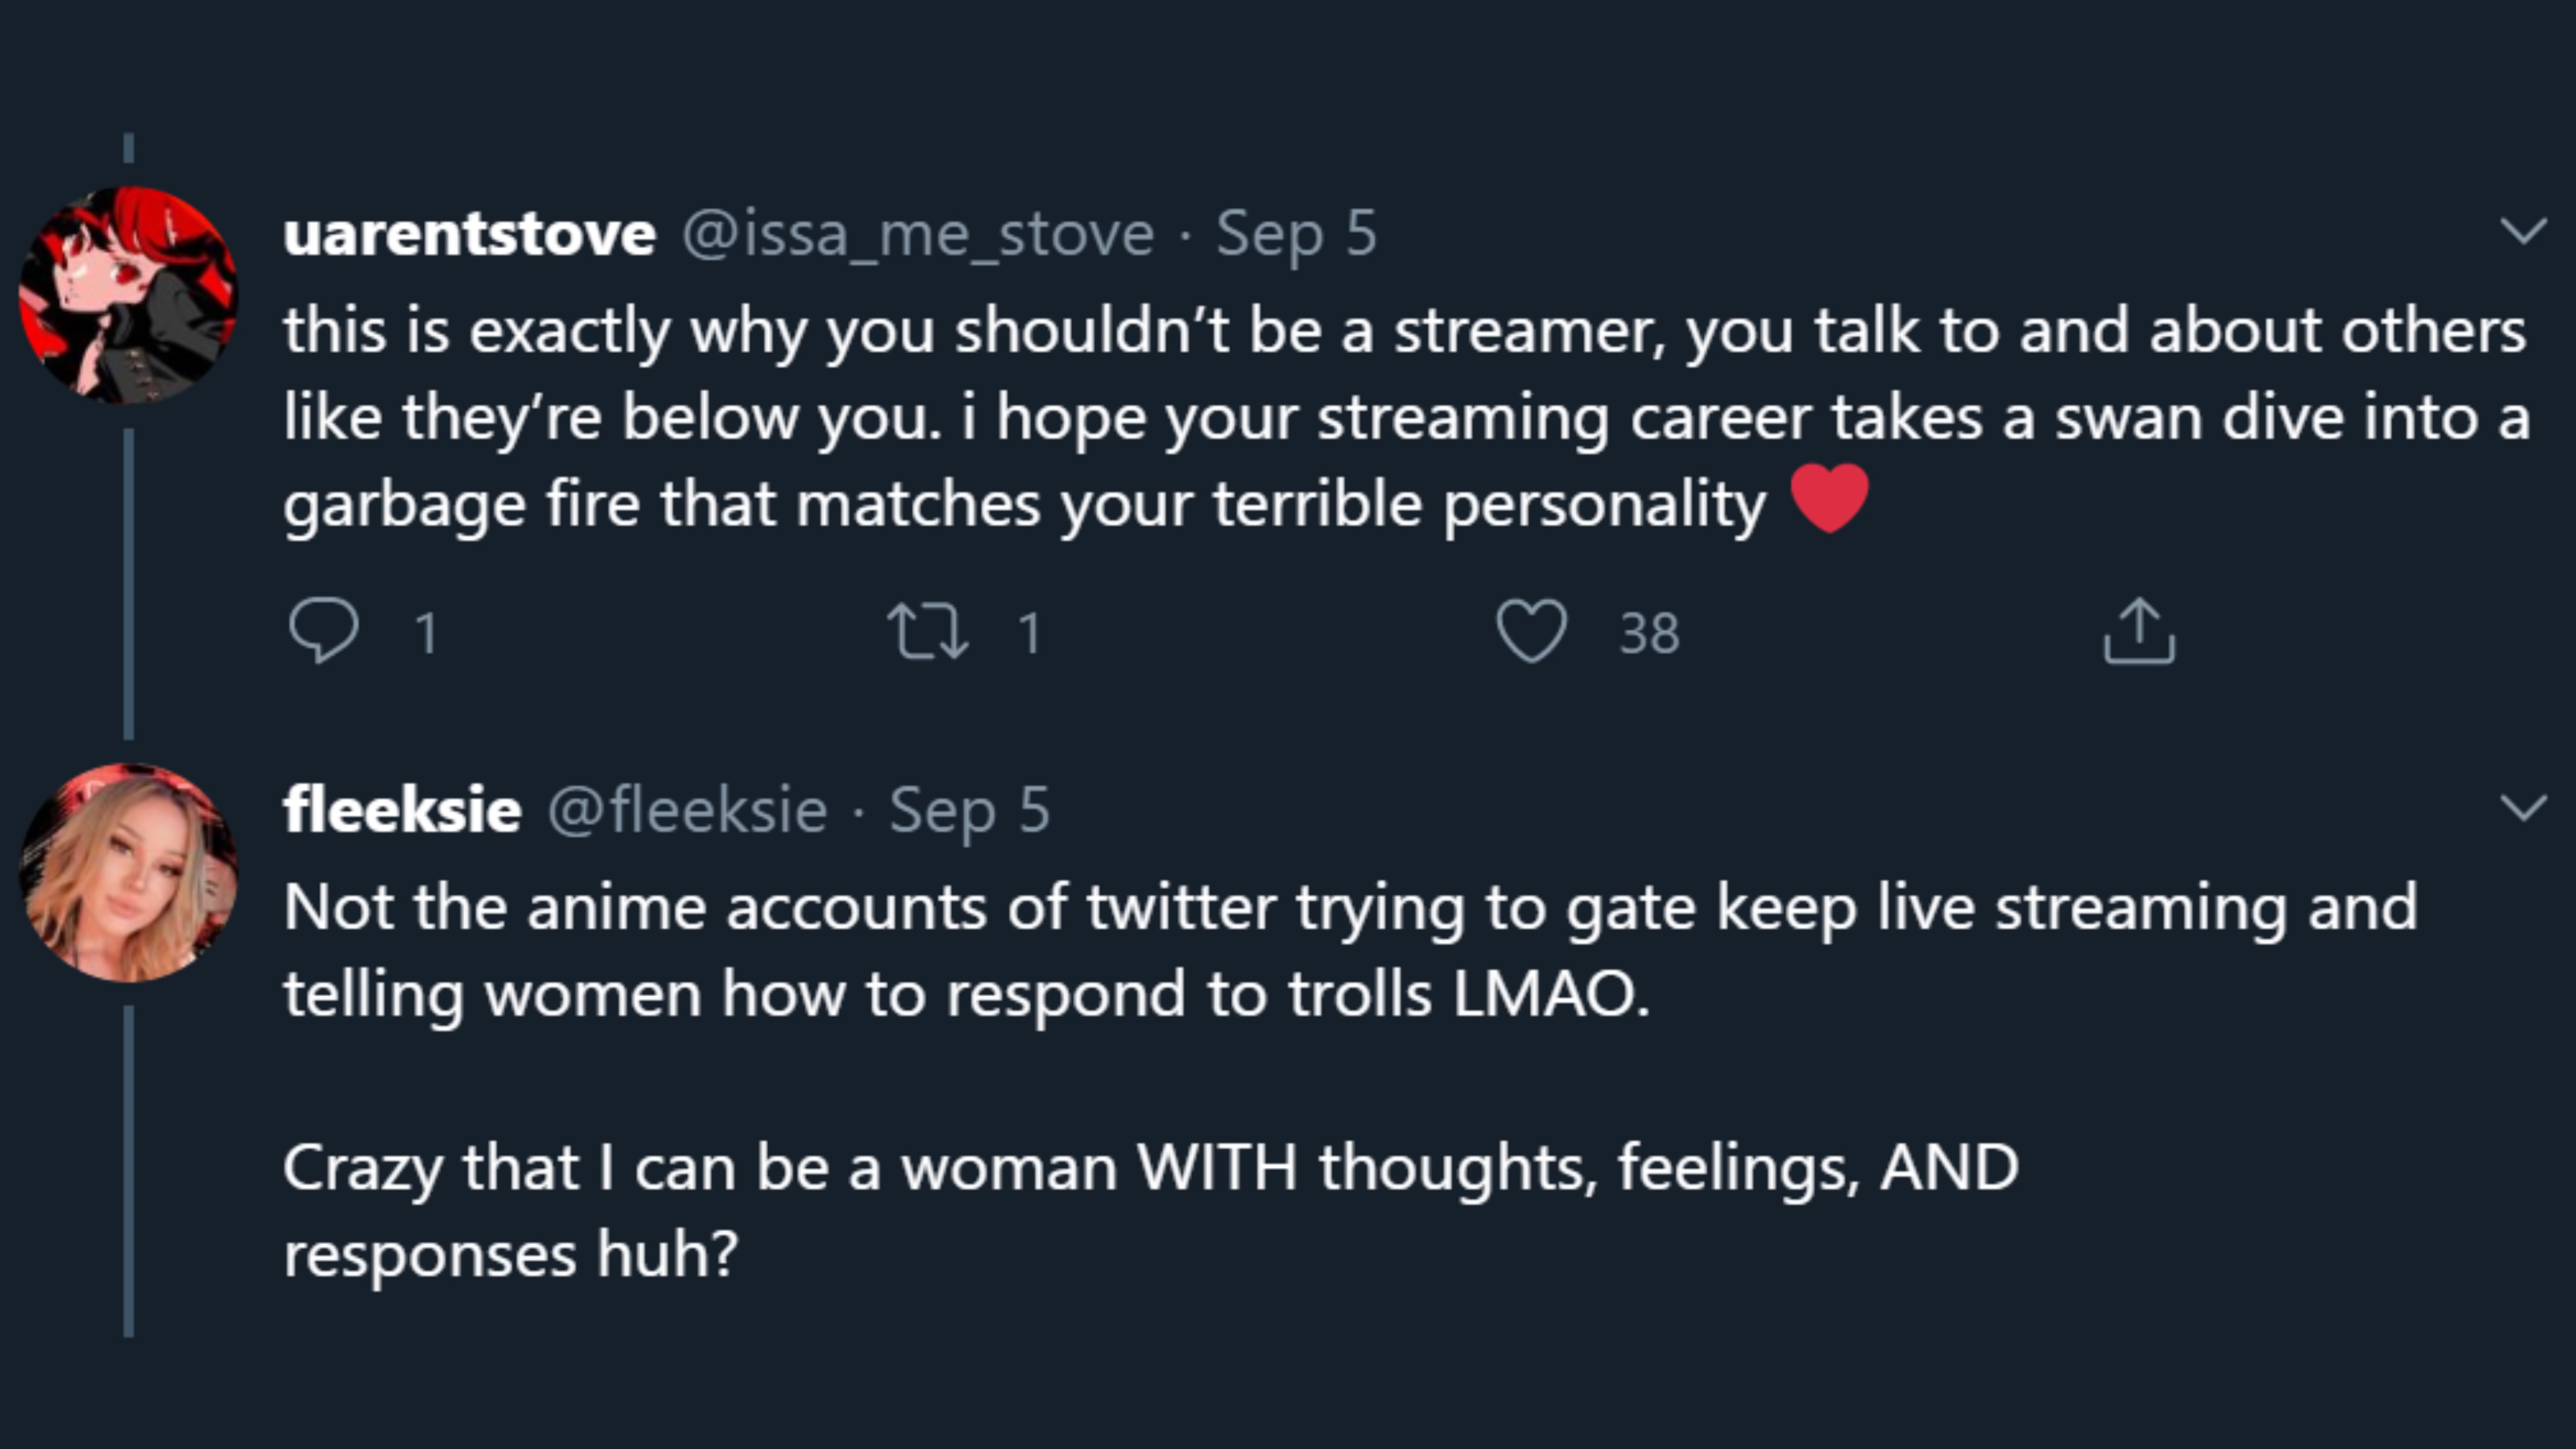 uarentstove @issa_me_stove · Sep 5
this is exactly why you shouldn’t be a streamer, you talk to and about others
like they’re below you. i hope your streaming career takes a swan dive into a
garbage fire that matches your terrible personality ❤️
1 1 38
fleeksie @fleeksie · Sep 5
Not the anime accounts of twitter trying to gate keep live streaming and
telling women how to respond to trolls LMAO.
Crazy that I can be a woman WITH thoughts, feelings, AND
responses huh?